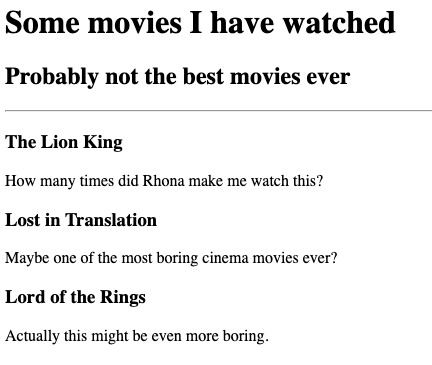 Some movies I have watched
Probably not the best movies ever
The Lion King
How many times did Rhona make me watch this?
Lost in Translation
Maybe one of the most boring cinema movies ever?
Lord of the Rings
Actually this might be even more boring.